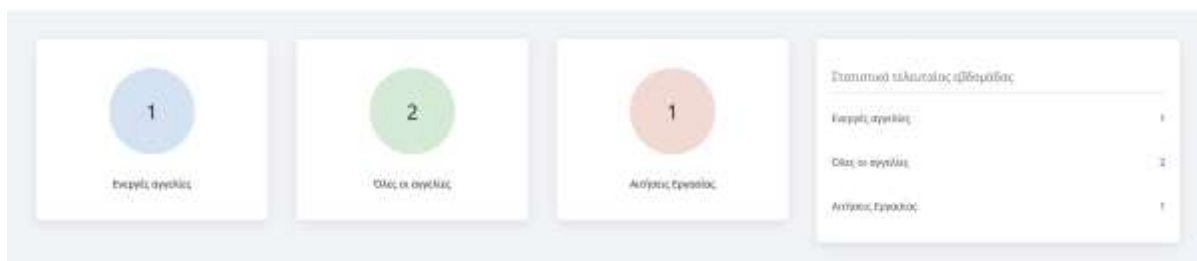 1
Ενεργές αγγελίες
2
Όλες οι αγγελίες
1
Αιτήσεις Εργασίας
Στατιστικά τελευταίας εβδομάδας
Ενεργές αγγελίες 1
Όλες οι αγγελίες 2
Αιτήσεις Εργασίας 1